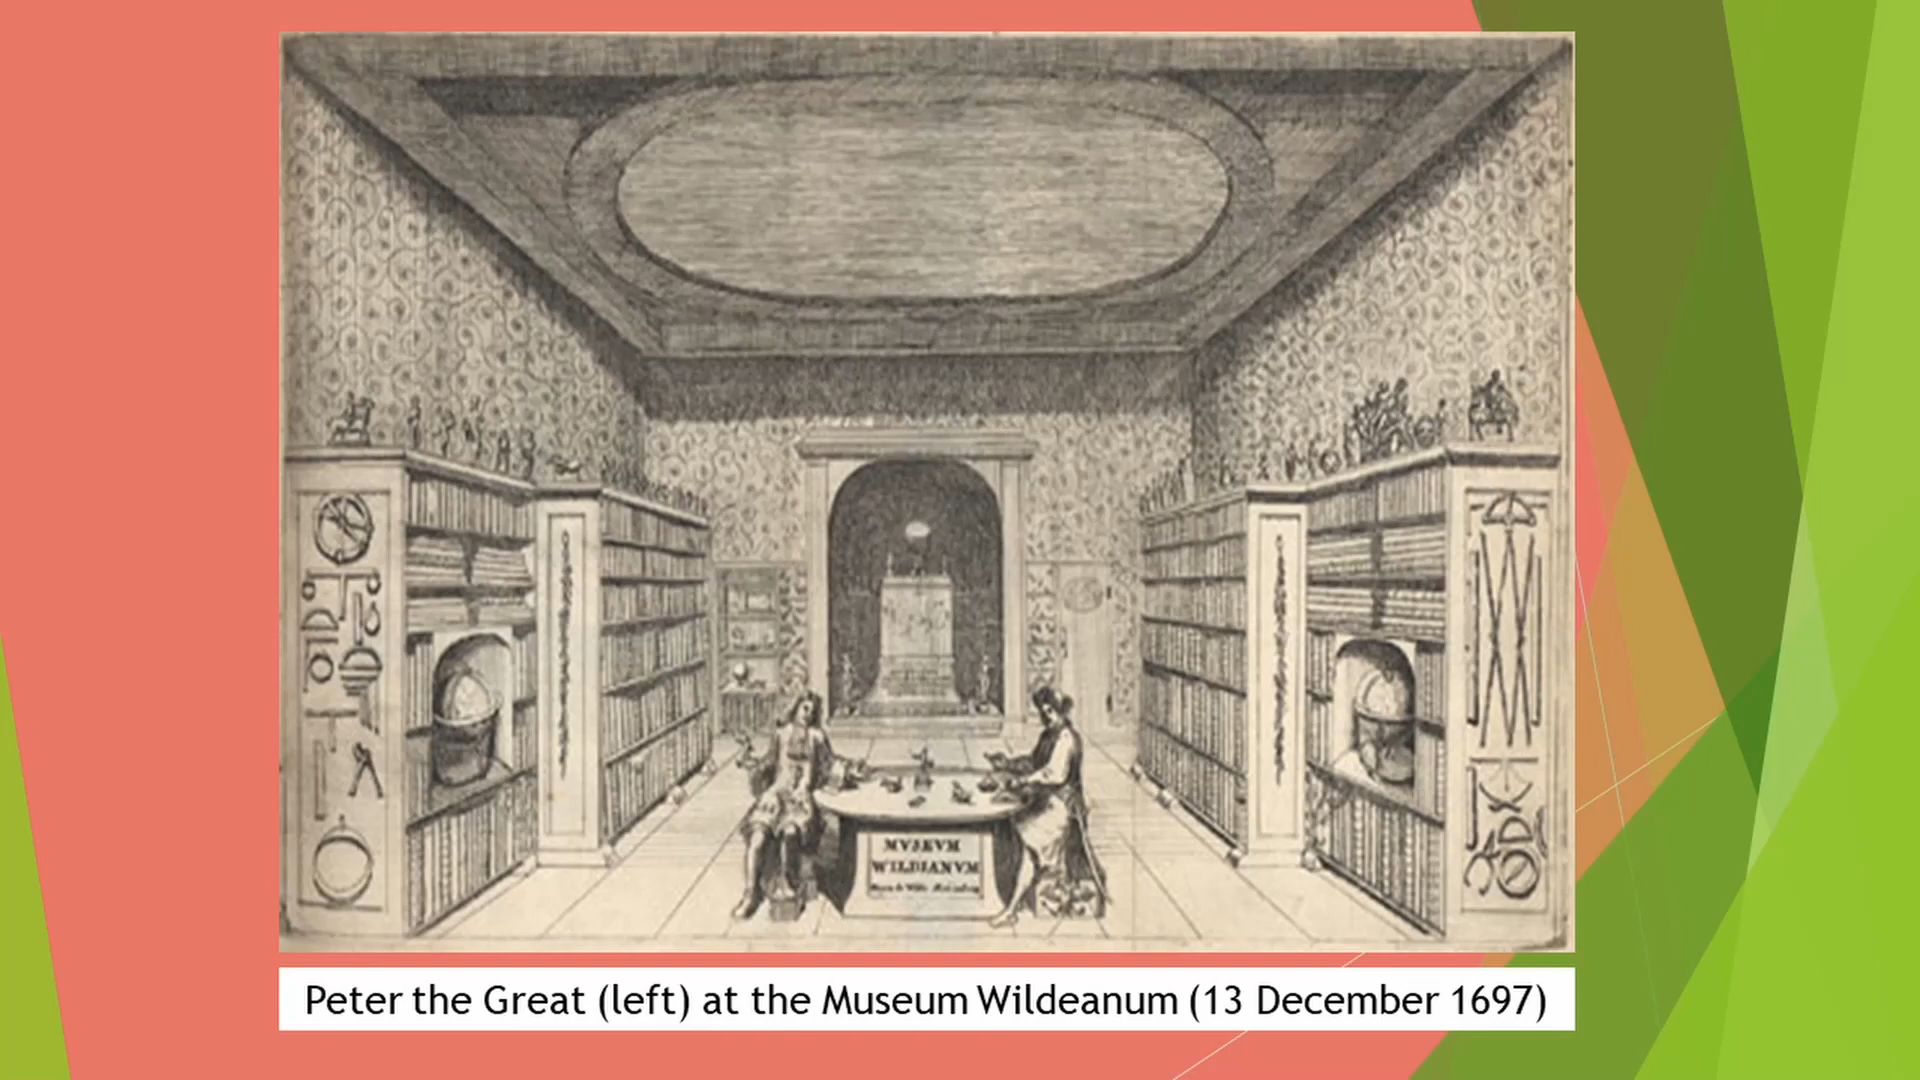 MVSEVM
WILDIANVM
Peter the Great (left) at the Museum Wildeanum (13 December 1697)